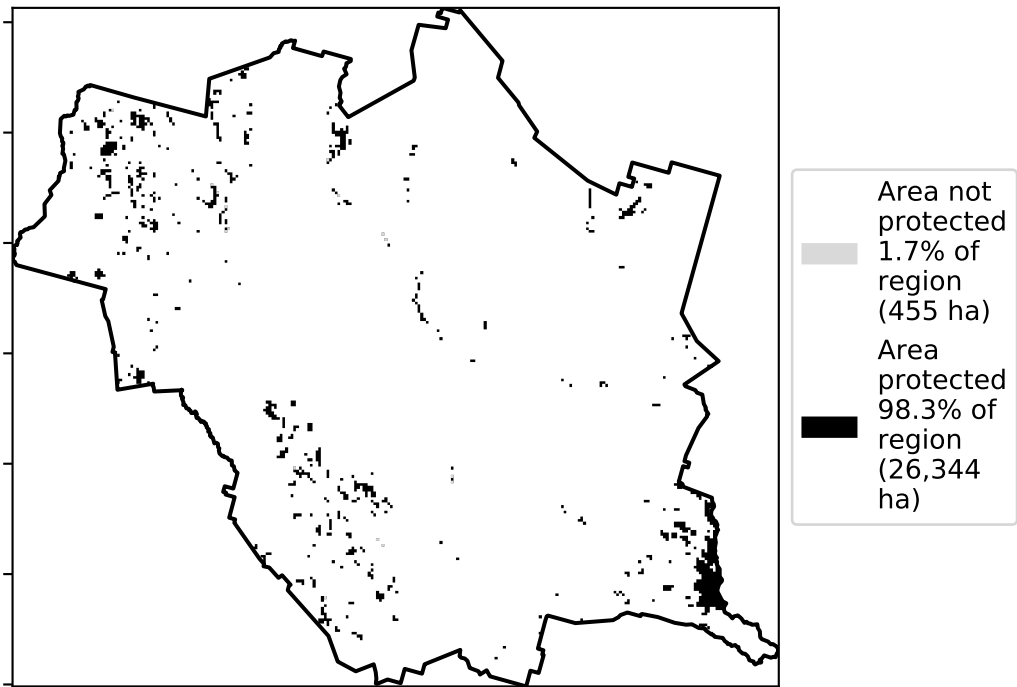 Area not
protected
1.7% of
region
(455 ha)
Area
protected
98.3% of
region
(26,344
ha)